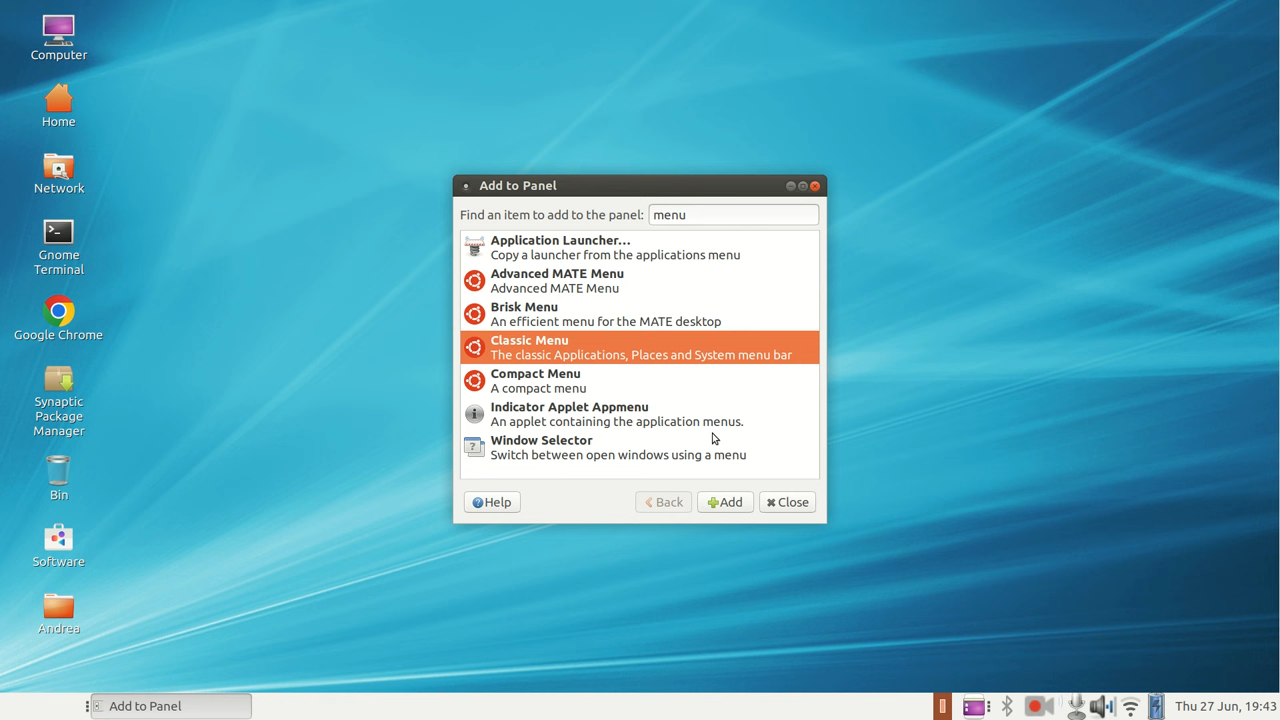 Computer
Home
Network
Gnome
Terminal
Google Chrome
Synaptic
Package
Manager
Bin
Software
Andrea
Add to Panel
Find an item to add to the panel: menu
Application Launcher...
Copy a launcher from the applications menu
Advanced MATE Menu
Advanced MATE Menu
Brisk Menu
An efficient menu for the MATE desktop
Classic Menu
The classic Applications, Places and System menu bar
Compact Menu
A compact menu
Indicator Applet Appmenu
An applet containing the application menus.
Window Selector
Switch between open windows using a menu
Help Back Add Close
Add to Panel
Thu 27 Jun, 19:43